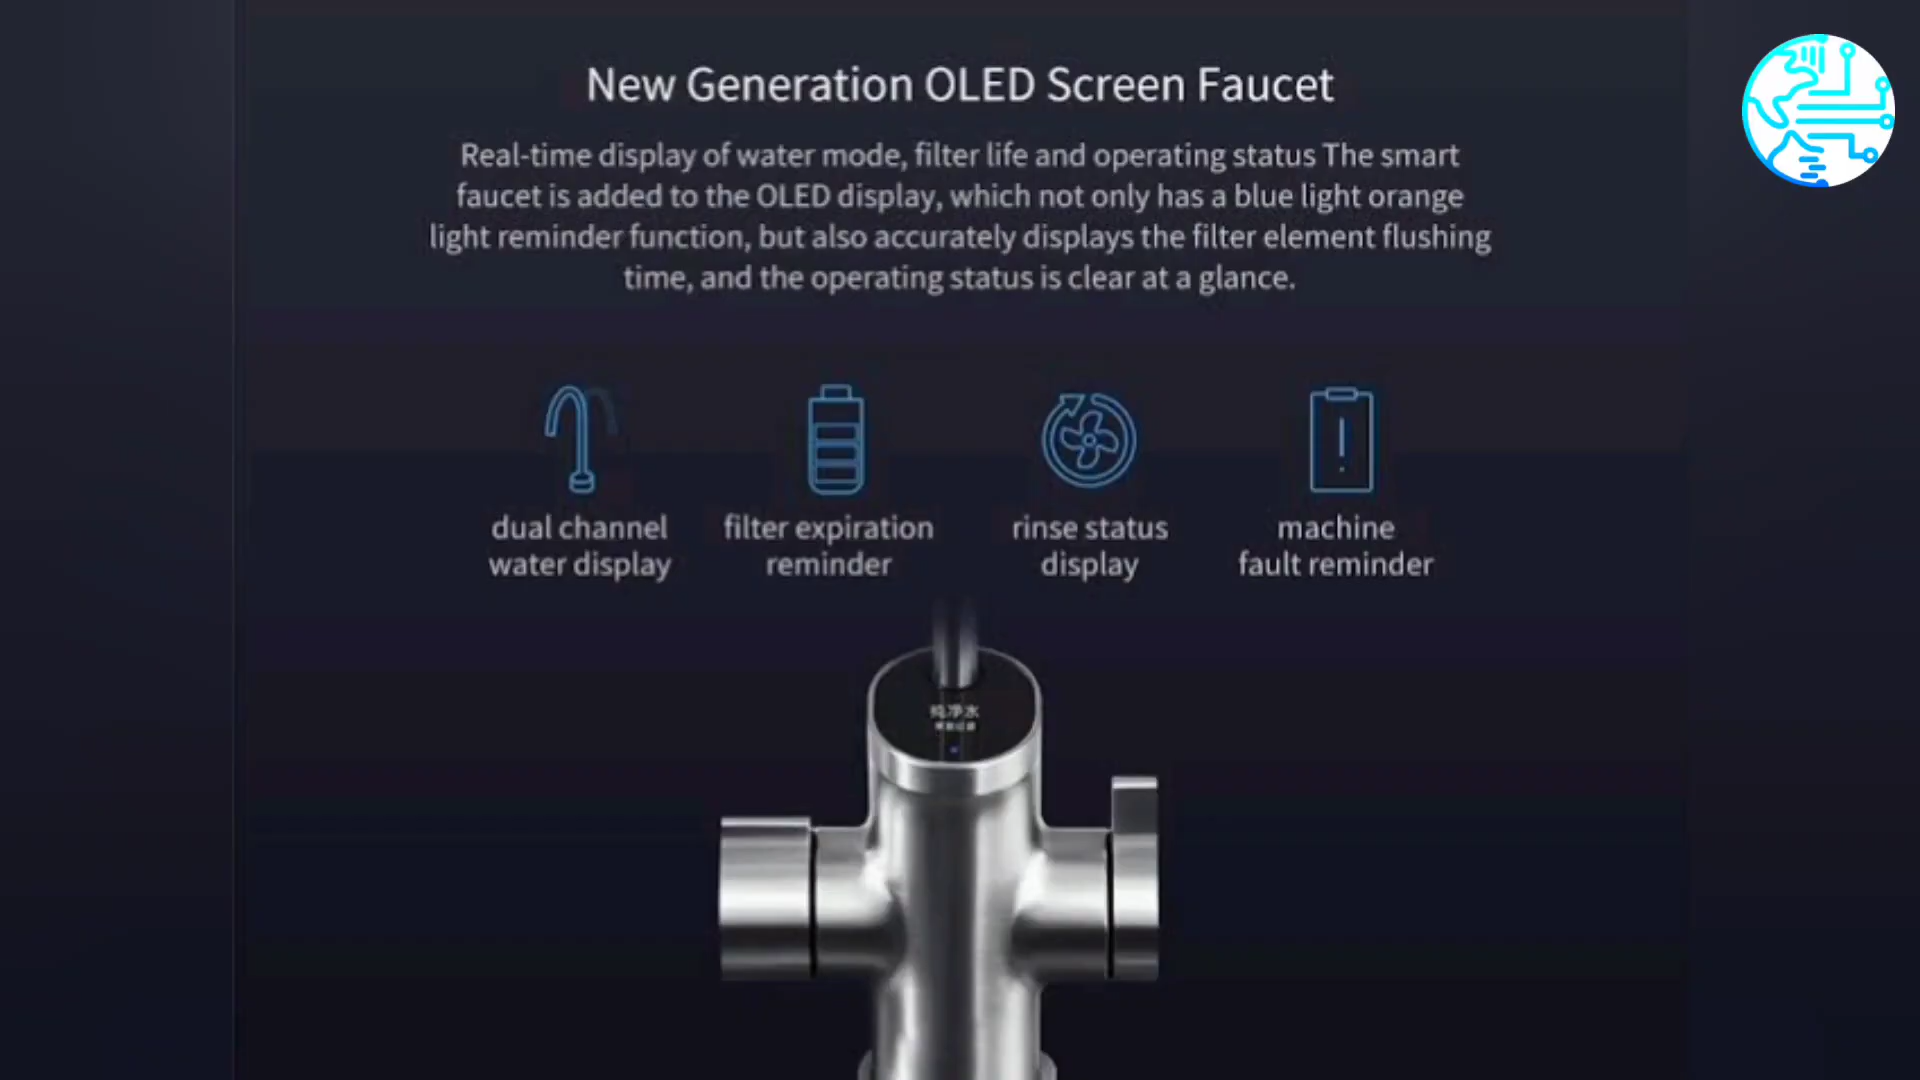 New Generation OLED Screen Faucet
Real-time display of water mode, filter life and operating status The smart
faucet is added to the OLED display, which not only has a blue light orange
light reminder function, but also accurately displays the filter element flushing
time, and the operating status is clear at a glance.
dual channel
water display
filter expiration
reminder
rinse status
display
machine
fault reminder
纯净水